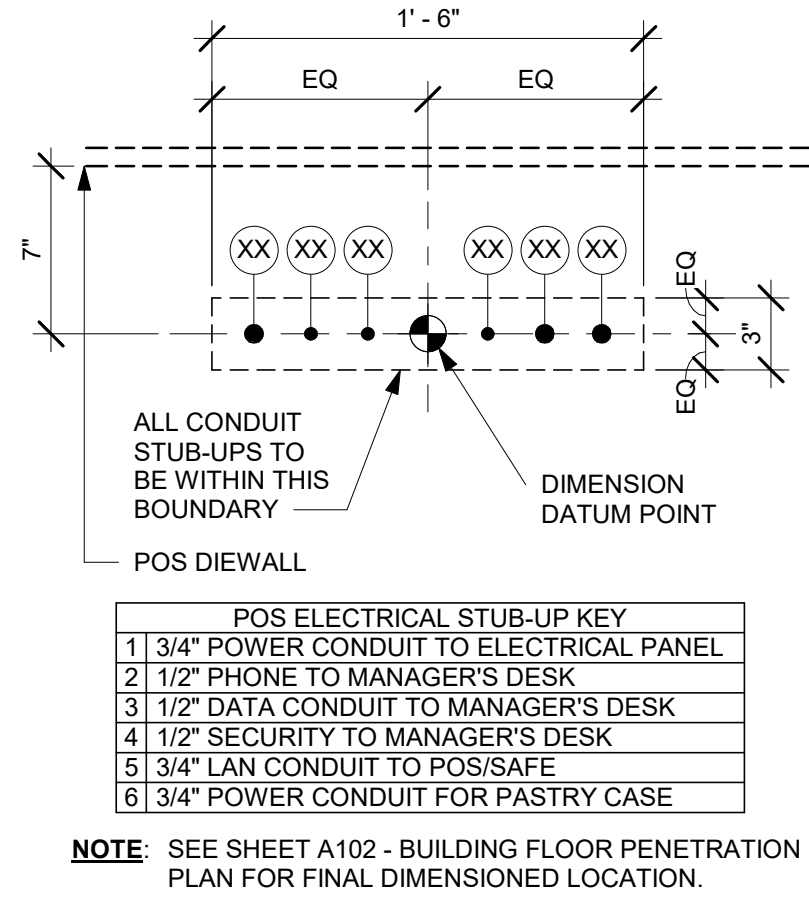 1' - 6"
EQ EQ
7"
XX XX XX XX XX XX
EQ
3"
EQ
ALL CONDUIT
STUB-UPS TO
BE WITHIN THIS
BOUNDARY
DIMENSION
DATUM POINT
POS DIEWALL
POS ELECTRICAL STUB-UP KEY
1 3/4" POWER CONDUIT TO ELECTRICAL PANEL
2 1/2" PHONE TO MANAGER'S DESK
3 1/2" DATA CONDUIT TO MANAGER'S DESK
4 1/2" SECURITY TO MANAGER'S DESK
5 3/4" LAN CONDUIT TO POS/SAFE
6 3/4" POWER CONDUIT FOR PASTRY CASE
NOTE: SEE SHEET A102 - BUILDING FLOOR PENETRATION
PLAN FOR FINAL DIMENSIONED LOCATION.